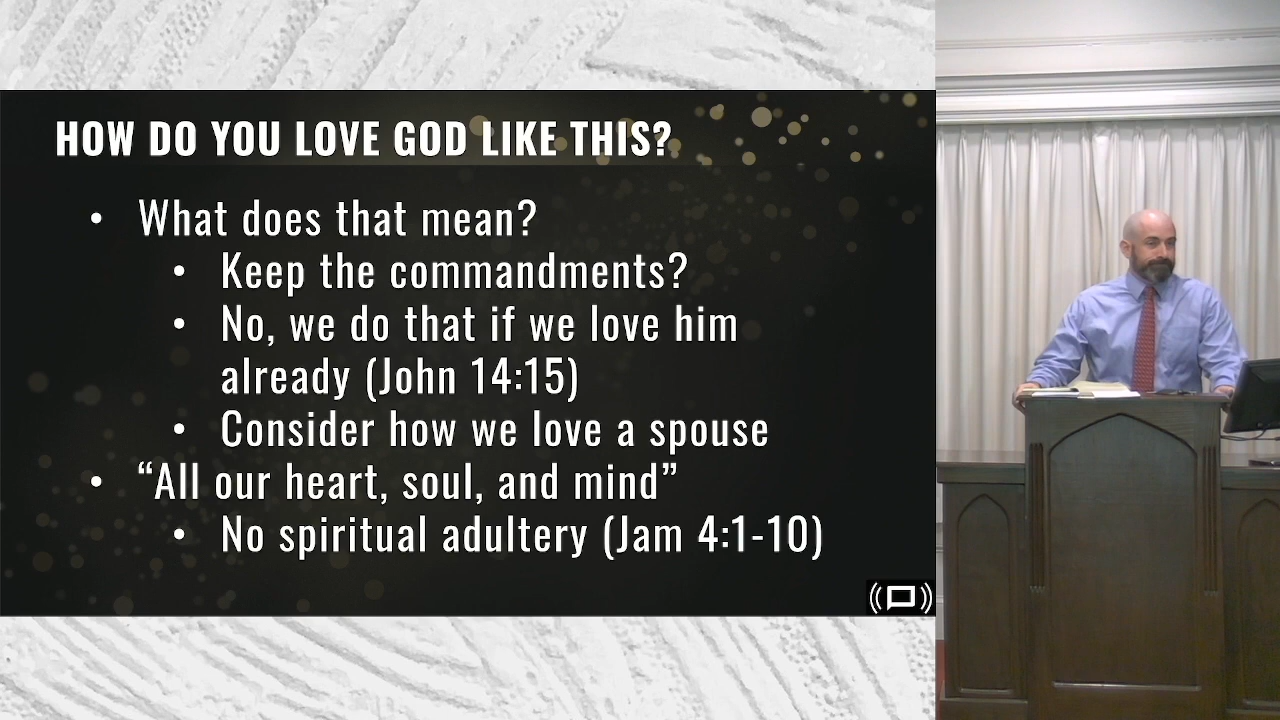 HOW DO YOU LOVE GOD LIKE THIS?
• What does that mean?
• Keep the commandments?
• No, we do that if we love him
already (John 14:15)
• Consider how we love a spouse
• “All our heart, soul, and mind”
• No spiritual adultery (Jam 4:1-10)